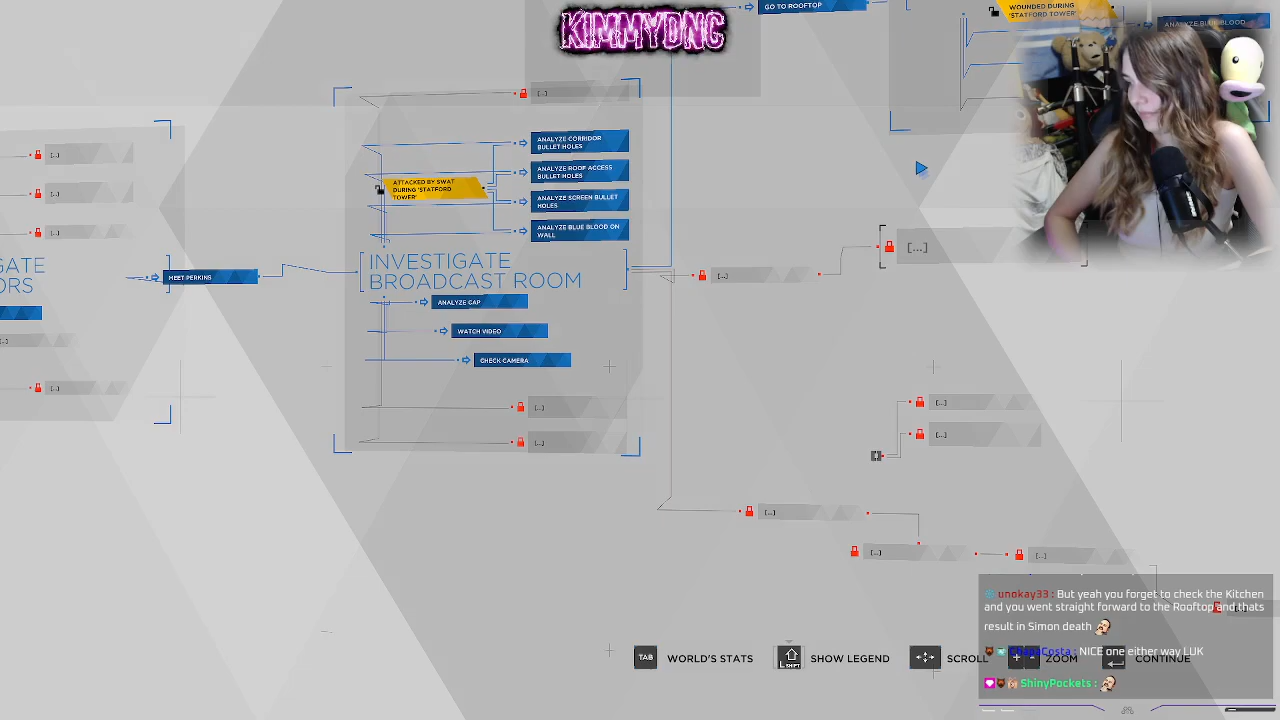 KIMMYDNG
GO TO ROOFTOP
WOUNDED DURING
'STATFORD TOWER'
ANALYZE BLUE BLOOD
[...]
ANALYZE CORRIDOR
BULLET HOLES
[...]
ANALYZE ROOF ACCESS
BULLET HOLES
ATTACKED BY SWAT
DURING 'STATFORD
TOWER'
[...]
ANALYZE SCREEN BULLET
HOLES
[...]
ANALYZE BLUE BLOOD ON
WALL
[...]
GATE
ORS
MEET PERKINS
INVESTIGATE
BROADCAST ROOM
[...]
ANALYZE CAP
WATCH VIDEO
[...]
CHECK CAMERA
[...]
[...]
[...]
[...]
[...]
[...]
[...]
[...]
unokay33 : But yeah you forget to check the Kitchen
and you went straight forward to the Rooftop and thats
result in Simon death
ChapaCosta : NICE one either way LUK
ShinyPockets :
TAB WORLD'S STATS
SHIFT SHOW LEGEND
SCROLL
+ - ZOOM
CONTINUE